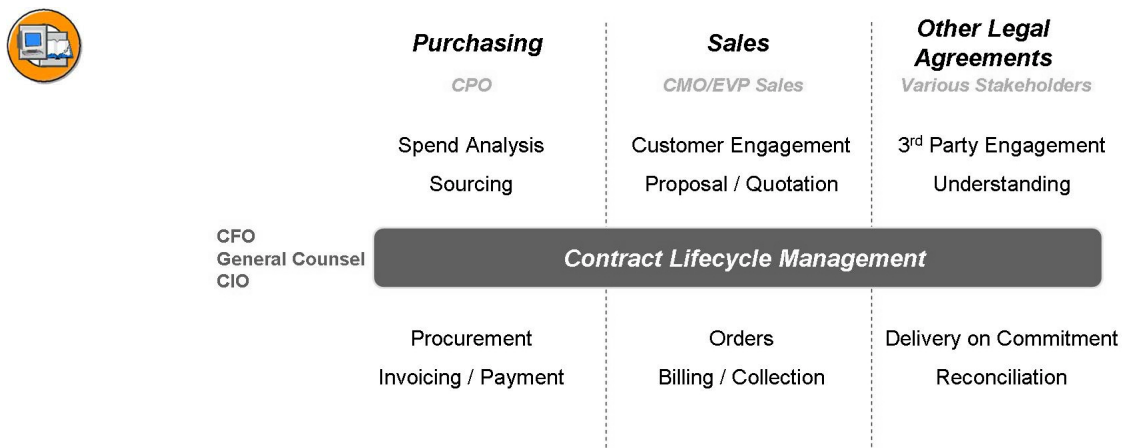 Purchasing
Sales
Other Legal
Agreements
CPO
CMO/EVP Sales
Various Stakeholders
Spend Analysis
Customer Engagement
3rd Party Engagement
Sourcing
Proposal / Quotation
Understanding
CFO
General Counsel
CIO
Contract Lifecycle Management
Procurement
Orders
Delivery on Commitment
Invoicing / Payment
Billing / Collection
Reconciliation